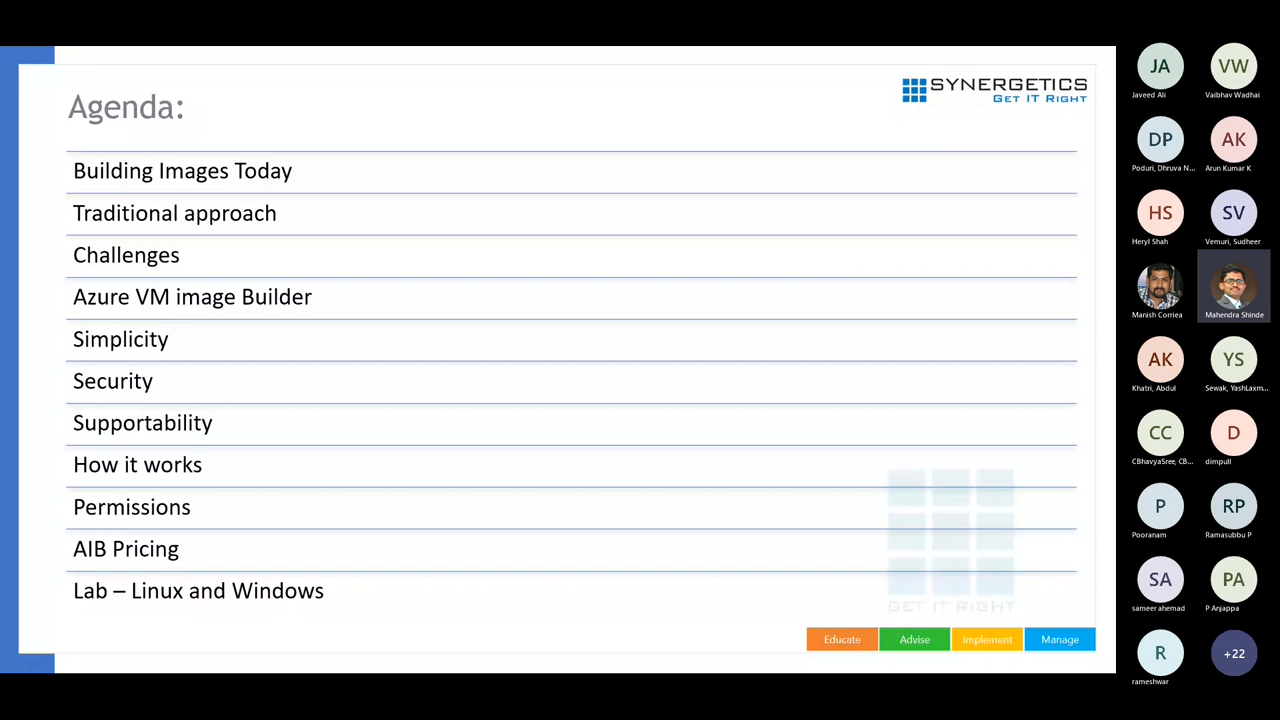 SYNERGETICS
GET IT RIGHT
Agenda:
Building Images Today
Traditional approach
Challenges
Azure VM image Builder
Simplicity
Security
Supportability
How it works
Permissions
AIB Pricing
Lab – Linux and Windows
GET IT RIGHT
Educate Advise Implement Manage
JA VW
Javeed Ali Vaibhav Wadhai
DP AK
Poduri, Dhruva N... Arun Kumar K
HS SV
Heryl Shah Vemuri, Sudheer
Manish Corriea Mahendra Shinde
AK YS
Khatri, Abdul Sewak, YashLaxm...
CC D
CBhavyaSree, CB... dimpull
P RP
Pooranam Ramasubbu P
SA PA
sameer ahemad P Anjappa
R +22
rameshwar